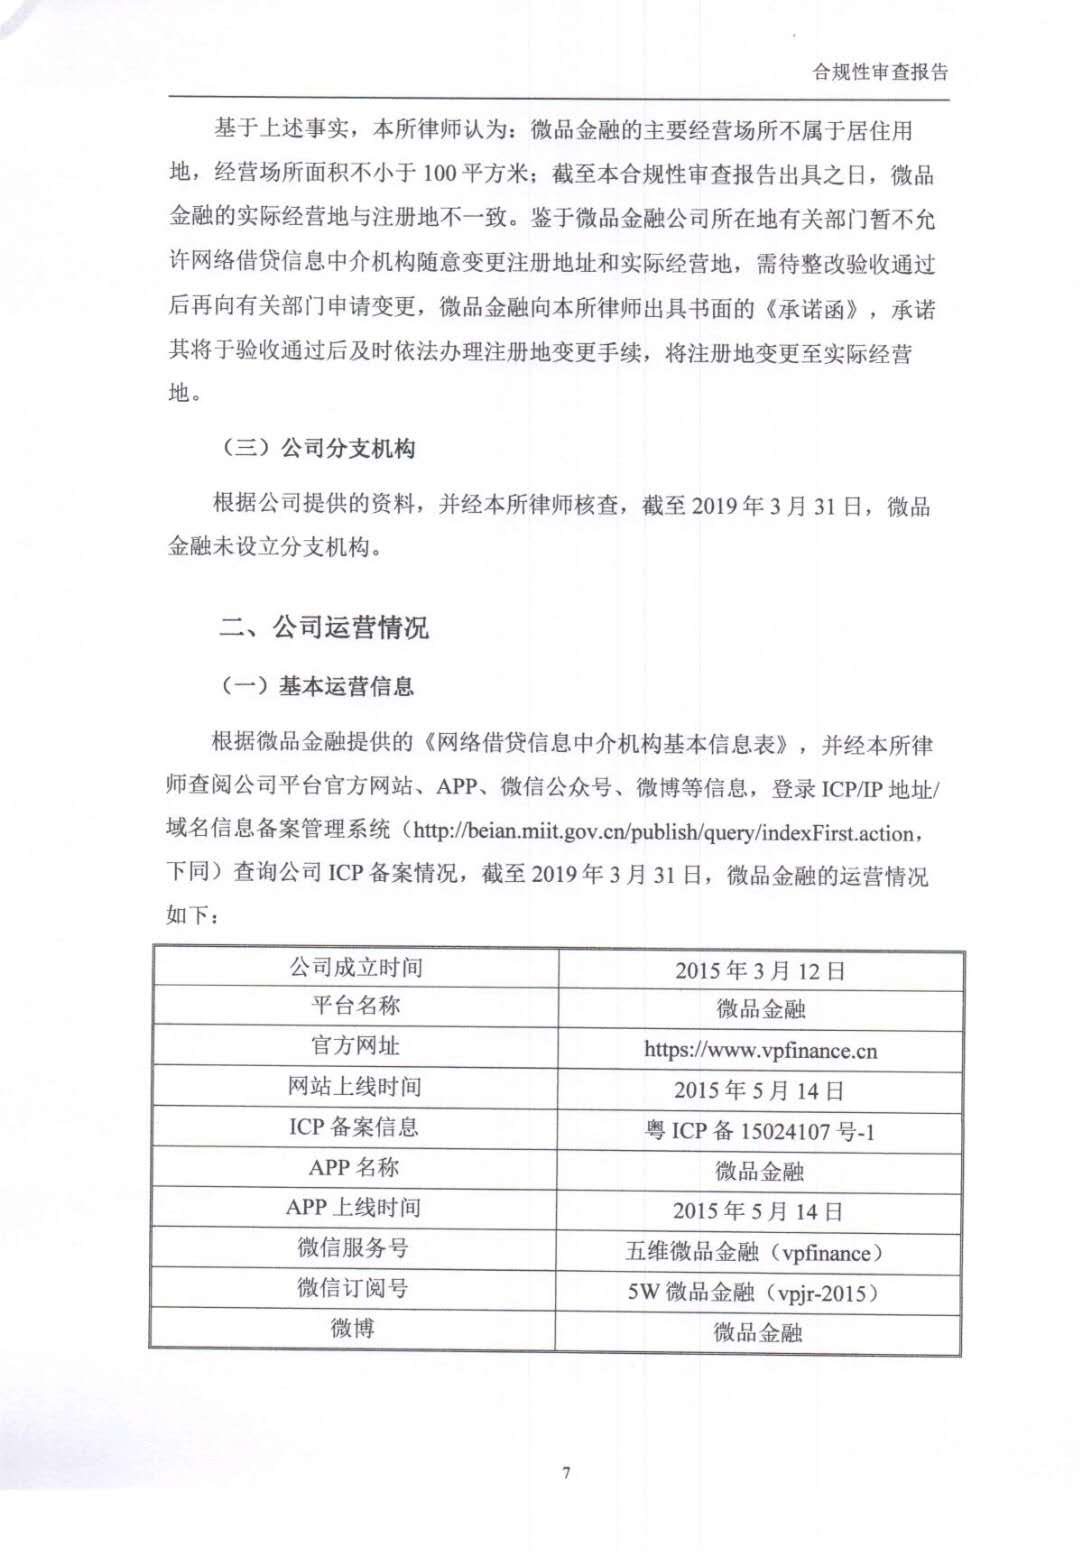 合规性审查报告
基于上述事实，本所律师认为：微品金融的主要经营场所不属于居住用
地，经营场所面积不小于 100 平方米；截至本合规性审查报告出具之日，微品
金融的实际经营地与注册地不一致。鉴于微品金融公司所在地有关部门暂不允
许网络借贷信息中介机构随意变更注册地址和实际经营地，需待整改验收通过
后再向有关部门申请变更，微品金融向本所律师出具书面的《承诺函》，承诺
其将于验收通过后及时依法办理注册地变更手续，将注册地变更至实际经营
地。
（三）公司分支机构
根据公司提供的资料，并经本所律师核查，截至 2019 年 3 月 31 日，微品
金融未设立分支机构。
二、公司运营情况
（一）基本运营信息
根据微品金融提供的《网络借贷信息中介机构基本信息表》，并经本所律
师查阅公司平台官方网站、APP、微信公众号、微博等信息，登录 ICP/IP 地址/
域名信息备案管理系统（http://beian.miit.gov.cn/publish/query/indexFirst.action，
下同）查询公司 ICP 备案情况，截至 2019 年 3 月 31 日，微品金融的运营情况
如下：
公司成立时间 2015 年 3 月 12 日
平台名称 微品金融
官方网址 https://www.vpfinance.cn
网站上线时间 2015 年 5 月 14 日
ICP 备案信息 粤 ICP 备 15024107 号-1
APP 名称 微品金融
APP 上线时间 2015 年 5 月 14 日
微信服务号 五维微品金融（vpfinance）
微信订阅号 5W 微品金融（vpjr-2015）
微博 微品金融
7